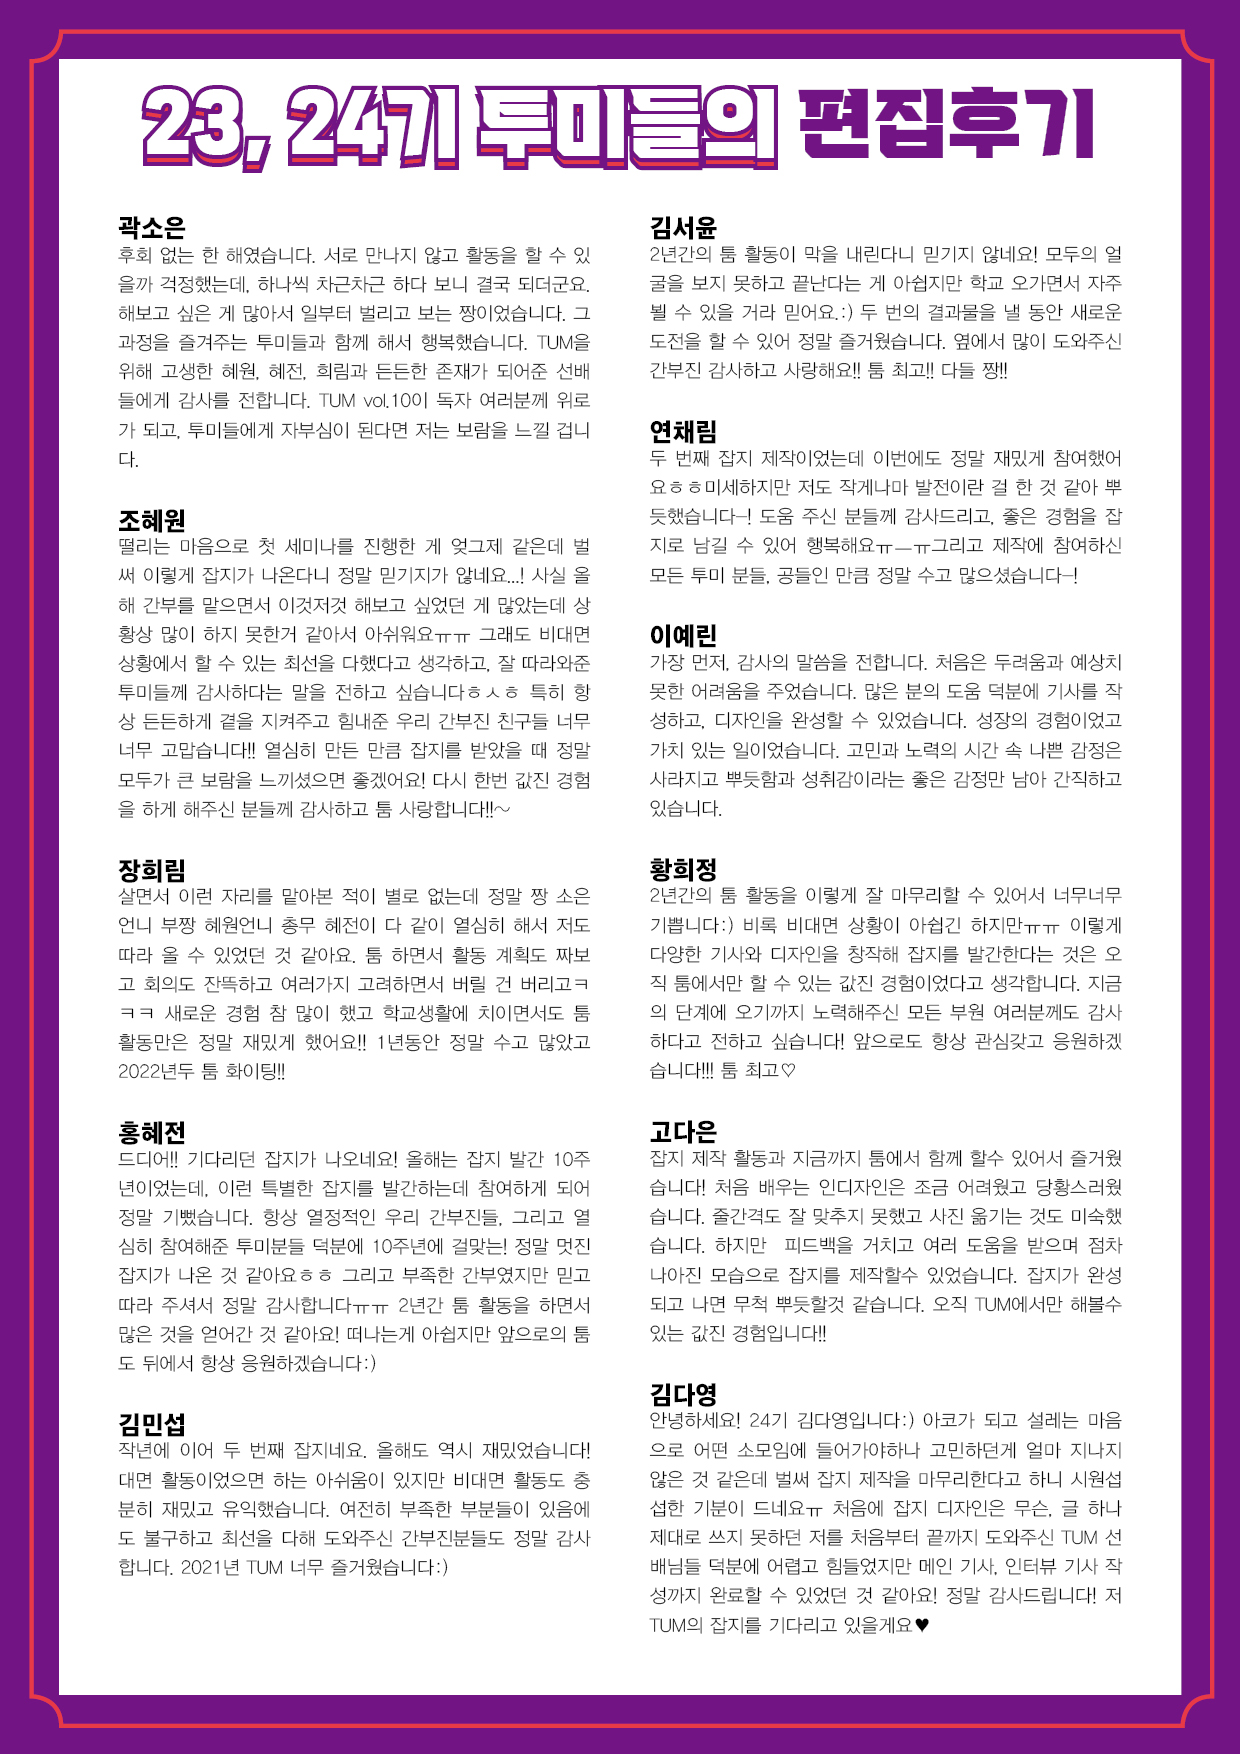 23, 24기 투미들의 편집후기
곽소은
후회 없는 한 해였습니다. 서로 만나지 않고 활동을 할 수 있
을까 걱정했는데, 하나씩 차근차근 하다 보니 결국 되더군요.
해보고 싶은 게 많아서 일부터 벌리고 보는 짱이었습니다. 그
과정을 즐겨주는 투미들과 함께 해서 행복했습니다. TUM을
위해 고생한 혜원, 혜전, 희림과 든든한 존재가 되어준 선배
들에게 감사를 전합니다. TUM vol.10이 독자 여러분께 위로
가 되고, 투미들에게 자부심이 된다면 저는 보람을 느낄 겁니
다.
조혜원
떨리는 마음으로 첫 세미나를 진행한 게 엊그제 같은데 벌
써 이렇게 잡지가 나온다니 정말 믿기지가 않네요...! 사실 올
해 간부를 맡으면서 이것저것 해보고 싶었던 게 많았는데 상
황상 많이 하지 못한거 같아서 아쉬워요ㅠㅠ 그래도 비대면
상황에서 할 수 있는 최선을 다했다고 생각하고, 잘 따라와준
투미들께 감사하다는 말을 전하고 싶습니다ㅎㅅㅎ 특히 항
상 든든하게 곁을 지켜주고 힘내준 우리 간부진 친구들 너무
너무 고맙습니다!! 열심히 만든 만큼 잡지를 받았을 때 정말
모두가 큰 보람을 느끼셨으면 좋겠어요! 다시 한번 값진 경험
을 하게 해주신 분들께 감사하고 툼 사랑합니다!!~
장희림
살면서 이런 자리를 맡아본 적이 별로 없는데 정말 짱 소은
언니 부짱 혜원언니 총무 혜전이 다 같이 열심히 해서 저도
따라 올 수 있었던 것 같아요. 툼 하면서 활동 계획도 짜보
고 회의도 잔뜩하고 여러가지 고려하면서 버릴 건 버리고ㅋ
ㅋㅋ 새로운 경험 참 많이 했고 학교생활에 치이면서도 툼
활동만은 정말 재밌게 했어요!! 1년동안 정말 수고 많았고
2022년두 툼 화이팅!!
홍혜전
드디어!! 기다리던 잡지가 나오네요! 올해는 잡지 발간 10주
년이었는데, 이런 특별한 잡지를 발간하는데 참여하게 되어
정말 기뻤습니다. 항상 열정적인 우리 간부진들, 그리고 열
심히 참여해준 투미분들 덕분에 10주년에 걸맞는! 정말 멋진
잡지가 나온 것 같아요ㅎㅎ 그리고 부족한 간부였지만 믿고
따라 주셔서 정말 감사합니다ㅠㅠ 2년간 툼 활동을 하면서
많은 것을 얻어간 것 같아요! 떠나는게 아쉽지만 앞으로의 툼
도 뒤에서 항상 응원하겠습니다:)
김민섭
작년에 이어 두 번째 잡지네요. 올해도 역시 재밌었습니다!
대면 활동이었으면 하는 아쉬움이 있지만 비대면 활동도 충
분히 재밌고 유익했습니다. 여전히 부족한 부분들이 있음에
도 불구하고 최선을 다해 도와주신 간부진분들도 정말 감사
합니다. 2021년 TUM 너무 즐거웠습니다:)
김서윤
2년간의 툼 활동이 막을 내린다니 믿기지 않네요! 모두의 얼
굴을 보지 못하고 끝난다는 게 아쉽지만 학교 오가면서 자주
뵐 수 있을 거라 믿어요.:) 두 번의 결과물을 낼 동안 새로운
도전을 할 수 있어 정말 즐거웠습니다. 옆에서 많이 도와주신
간부진 감사하고 사랑해요!! 툼 최고!! 다들 짱!!
연채림
두 번째 잡지 제작이었는데 이번에도 정말 재밌게 참여했어
요ㅎㅎ미세하지만 저도 작게나마 발전이란 걸 한 것 같아 뿌
듯했습니다-! 도움 주신 분들께 감사드리고, 좋은 경험을 잡
지로 남길 수 있어 행복해요ㅠㅡㅠ그리고 제작에 참여하신
모든 투미 분들, 공들인 만큼 정말 수고 많으셨습니다-!
이예린
가장 먼저, 감사의 말씀을 전합니다. 처음은 두려움과 예상치
못한 어려움을 주었습니다. 많은 분의 도움 덕분에 기사를 작
성하고, 디자인을 완성할 수 있었습니다. 성장의 경험이었고
가치 있는 일이었습니다. 고민과 노력의 시간 속 나쁜 감정은
사라지고 뿌듯함과 성취감이라는 좋은 감정만 남아 간직하고
있습니다.
황희정
2년간의 툼 활동을 이렇게 잘 마무리할 수 있어서 너무너무
기쁩니다:) 비록 비대면 상황이 아쉽긴 하지만ㅠㅠ 이렇게
다양한 기사와 디자인을 창작해 잡지를 발간한다는 것은 오
직 툼에서만 할 수 있는 값진 경험이었다고 생각합니다. 지금
의 단계에 오기까지 노력해주신 모든 부원 여러분께도 감사
하다고 전하고 싶습니다! 앞으로도 항상 관심갖고 응원하겠
습니다!!! 툼 최고♡
고다은
잡지 제작 활동과 지금까지 툼에서 함께 할수 있어서 즐거웠
습니다! 처음 배우는 인디자인은 조금 어려웠고 당황스러웠
습니다. 줄간격도 잘 맞추지 못했고 사진 옮기는 것도 미숙했
습니다. 하지만 피드백을 거치고 여러 도움을 받으며 점차
나아진 모습으로 잡지를 제작할수 있었습니다. 잡지가 완성
되고 나면 무척 뿌듯할것 같습니다. 오직 TUM에서만 해볼수
있는 값진 경험입니다!!
김다영
안녕하세요! 24기 김다영입니다:) 아코가 되고 설레는 마음
으로 어떤 소모임에 들어가야하나 고민하던게 얼마 지나지
않은 것 같은데 벌써 잡지 제작을 마무리한다고 하니 시원섭
섭한 기분이 드네요ㅠ 처음에 잡지 디자인은 무슨, 글 하나
제대로 쓰지 못하던 저를 처음부터 끝까지 도와주신 TUM 선
배님들 덕분에 어렵고 힘들었지만 메인 기사, 인터뷰 기사 작
성까지 완료할 수 있었던 것 같아요! 정말 감사드립니다! 저
TUM의 잡지를 기다리고 있을게요♥